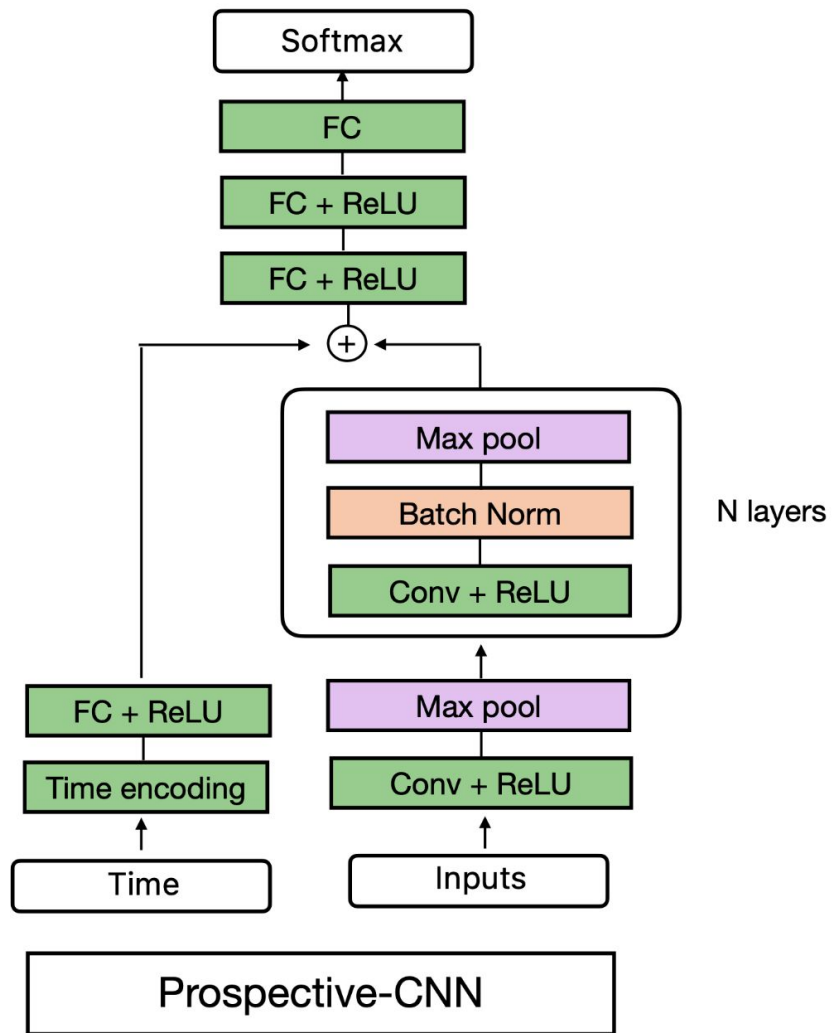 Softmax
FC
FC + ReLU
FC + ReLU
+
Max pool
Batch Norm
N layers
Conv + ReLU
FC + ReLU
Max pool
Time encoding
Conv + ReLU
Time
Inputs
Prospective-CNN